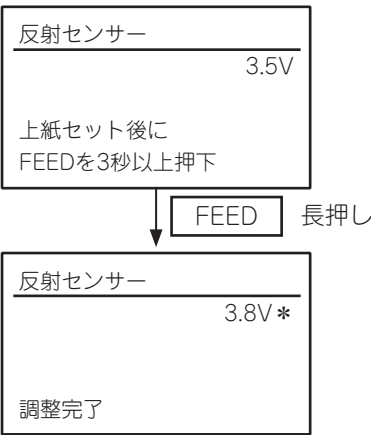 反射センサー
3.5V
上紙セット後に
FEEDを3秒以上押下
FEED 長押し
反射センサー
3.8V＊
調整完了